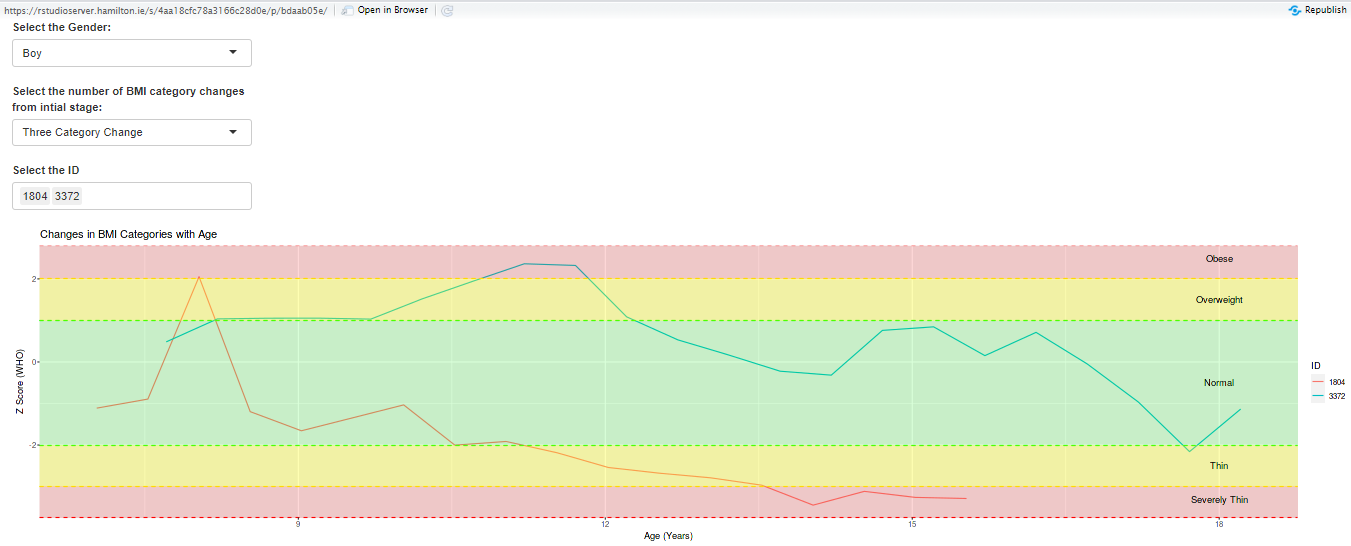 https://rstudioserver.hamilton.ie/s/4aa18cfc78a3166c28d0e/p/bdaab05e/ Open in Browser Republish
Select the Gender:
Boy
Select the number of BMI category changes
from intial stage:
Three Category Change
Select the ID
1804 3372
Changes in BMI Categories with Age
Obese
2
Overweight
ID
0
Z Score (WHO)
Normal
1804
3372
-2
Thin
Severely Thin
9 12 15 18
Age (Years)